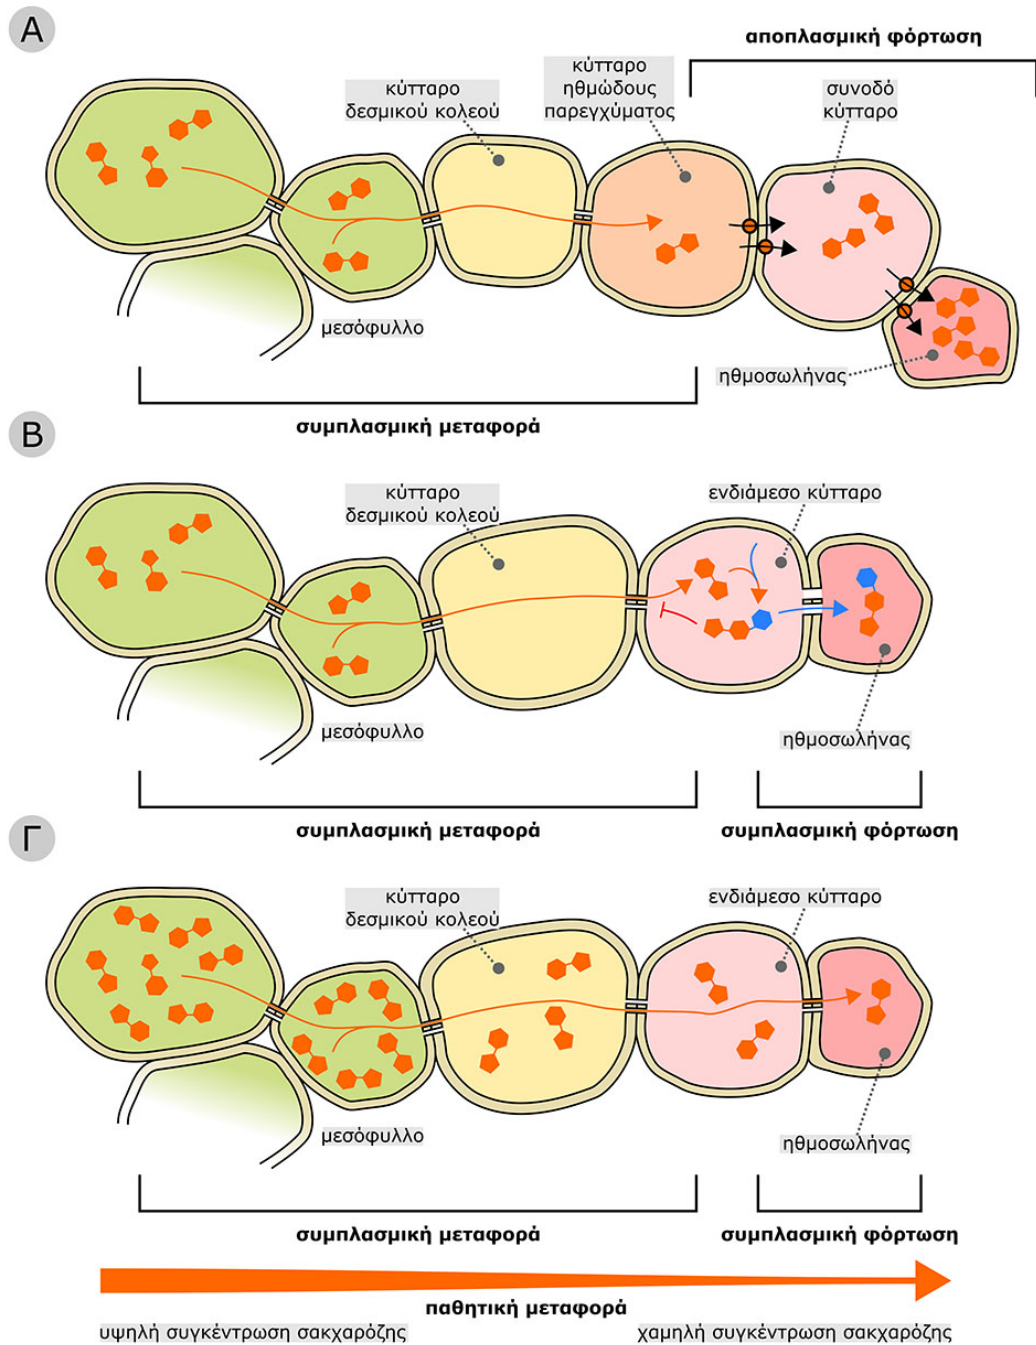 Α
αποπλασμική φόρτωση
κύτταρο
δεσμικού κολεού
κύτταρο
ηθμώδους
παρεγχύματος
συνοδό
κύτταρο
μεσόφυλλο
ηθμοσωλήνας
συμπλασμική μεταφορά
Β
κύτταρο
δεσμικού κολεού
ενδιάμεσο κύτταρο
μεσόφυλλο
ηθμοσωλήνας
συμπλασμική μεταφορά
συμπλασμική φόρτωση
Γ
κύτταρο
δεσμικού κολεού
ενδιάμεσο κύτταρο
μεσόφυλλο
ηθμοσωλήνας
συμπλασμική μεταφορά
συμπλασμική φόρτωση
παθητική μεταφορά
υψηλή συγκέντρωση σακχαρόζης
χαμηλή συγκέντρωση σακχαρόζης